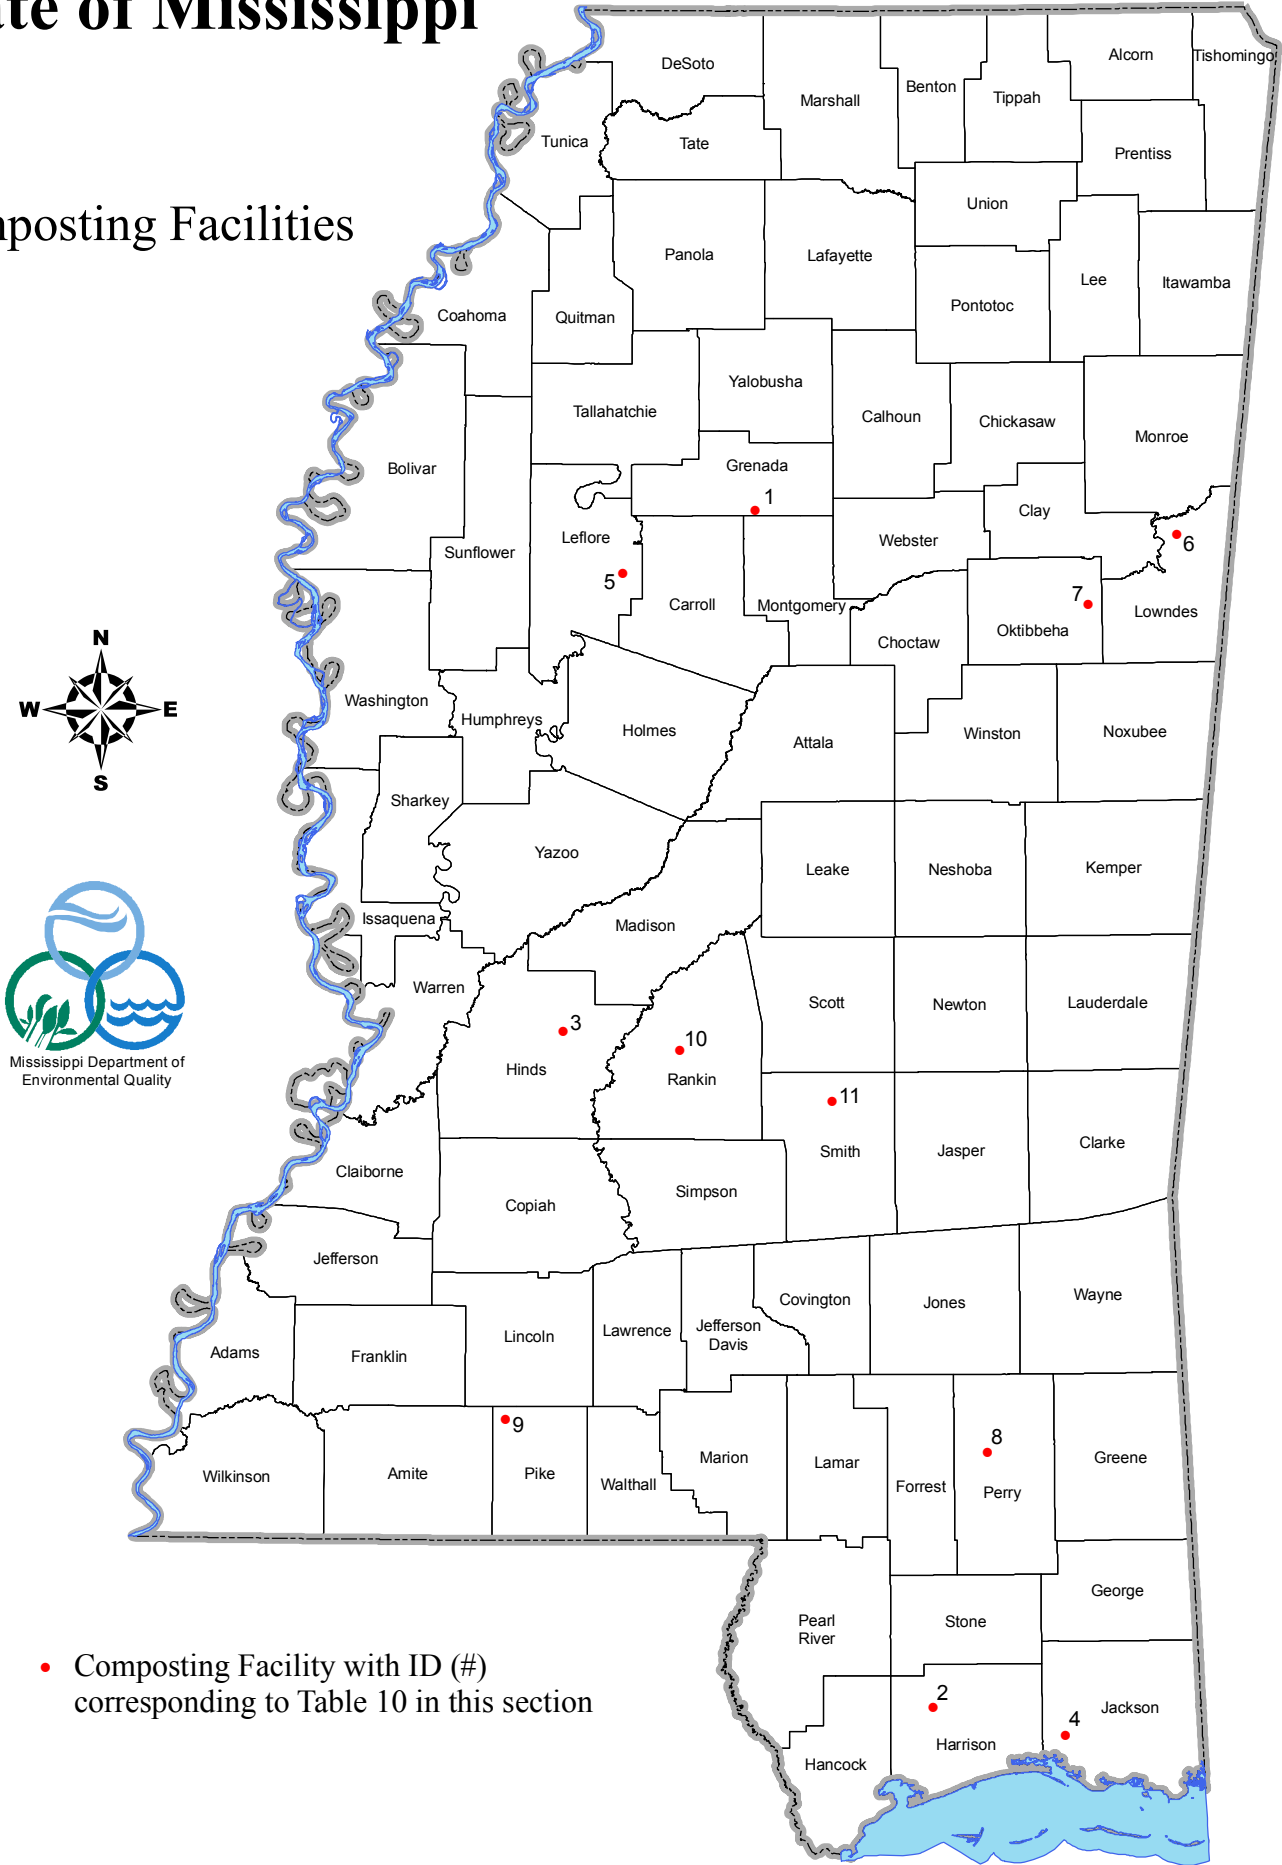 ate of Mississippi
mposting Facilities
DeSoto
Alcorn
Tishomingo
Marshall
Benton
Tippah
Tunica
Tate
Prentiss
Union
Panola
Lafayette
Lee
Itawamba
Pontotoc
Coahoma
Quitman
Yalobusha
Tallahatchie
Calhoun
Chickasaw
Monroe
Bolivar
Grenada
1
Clay
Leflore
Webster
6
Sunflower
5
7
Carroll
Montgomery
Lowndes
Oktibbeha
Choctaw
N
W
E
S
Washington
Humphreys
Holmes
Attala
Winston
Noxubee
Sharkey
Yazoo
Leake
Neshoba
Kemper
Issaquena
Madison
Warren
Scott
Newton
Lauderdale
3
10
Hinds
Rankin
11
Mississippi Department of
Environmental Quality
Smith
Jasper
Clarke
Claiborne
Copiah
Simpson
Jefferson
Covington
Jones
Wayne
Lincoln
Lawrence
Jefferson
Davis
Adams
Franklin
9
8
Wilkinson
Amite
Pike
Walthall
Marion
Lamar
Forrest
Perry
Greene
George
Pearl
River
Stone
• Composting Facility with ID (#)
corresponding to Table 10 in this section
2
4
Jackson
Harrison
Hancock